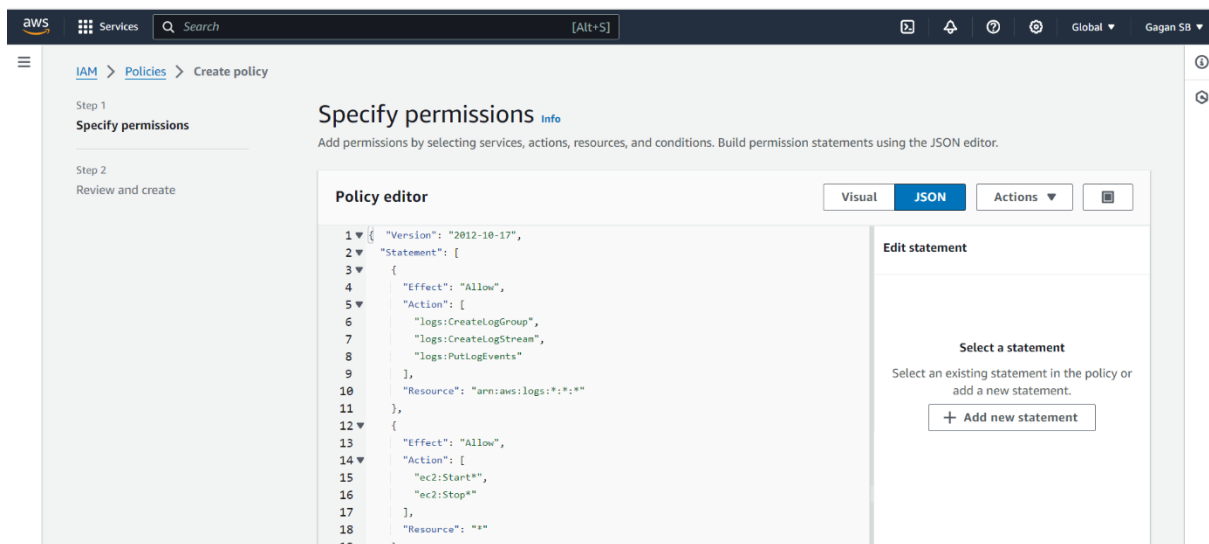 aws
Services
Search [Alt+S]
Global ▼
Gagan SB ▼
IAM > Policies > Create policy
Step 1
Specify permissions
Step 2
Review and create
Specify permissions Info
Add permissions by selecting services, actions, resources, and conditions. Build permission statements using the JSON editor.
Policy editor
Visual
JSON
Actions ▼
1 ▼ { "Version": "2012-10-17",
2 ▼ "Statement": [
3 ▼ {
4 "Effect": "Allow",
5 ▼ "Action": [
6 "logs:CreateLogGroup",
7 "logs:CreateLogStream",
8 "logs:PutLogEvents"
9 ],
10 "Resource": "arn:aws:logs:*:*:*"
11 },
12 ▼ {
13 "Effect": "Allow",
14 ▼ "Action": [
15 "ec2:Start*",
16 "ec2:Stop*"
17 ],
18 "Resource": "*"
Edit statement
Select a statement
Select an existing statement in the policy or
add a new statement.
+ Add new statement